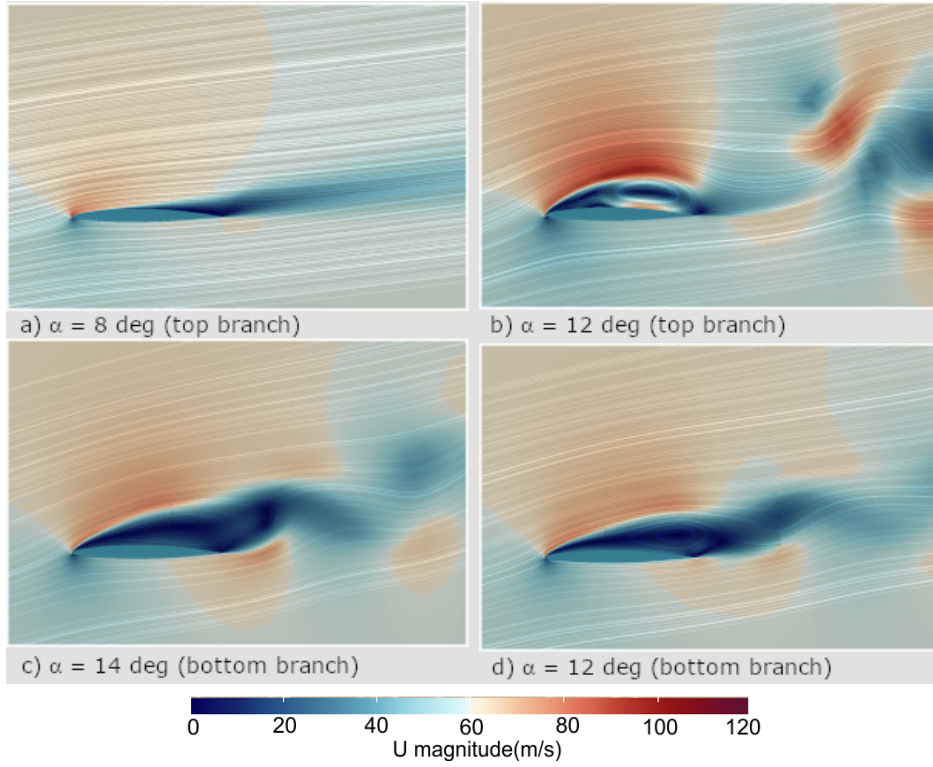 a) α = 8 deg (top branch)
b) α = 12 deg (top branch)
c) α = 14 deg (bottom branch)
d) α = 12 deg (bottom branch)
0 20 40 60 80 100 120
U magnitude(m/s)